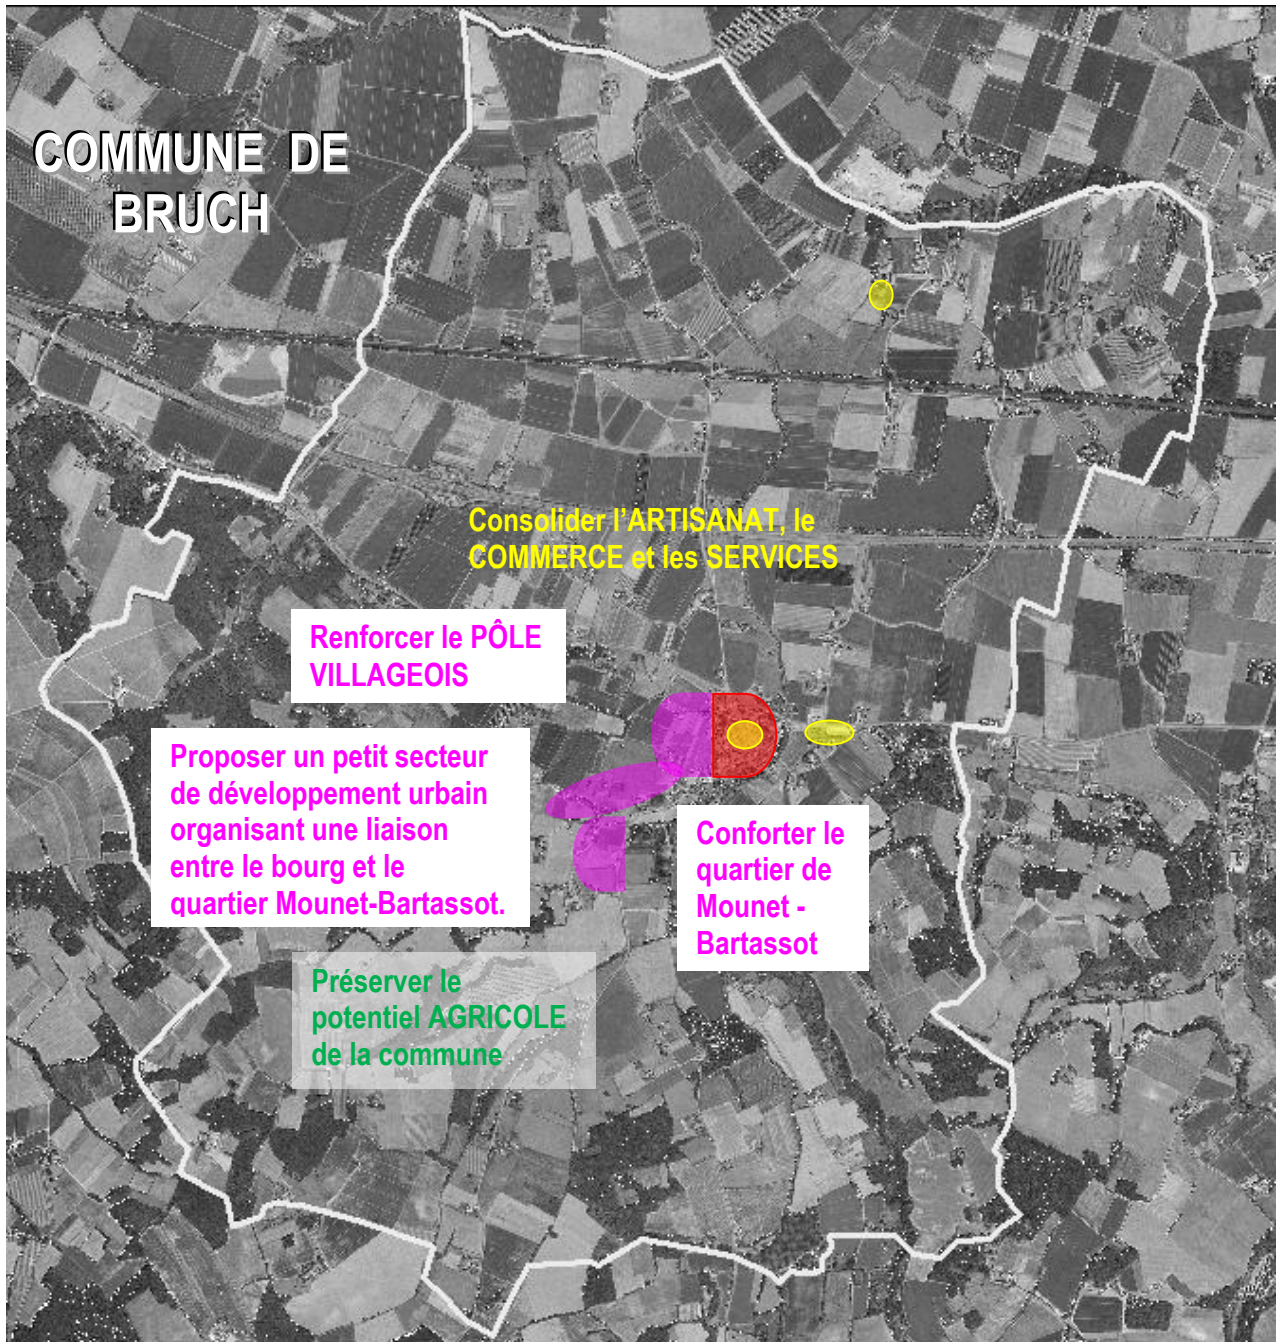 COMMUNE DE
BRUCH
Consolider l'ARTISANAT, le
COMMERCE et les SERVICES
Renforcer le PÔLE
VILLAGEOIS
Proposer un petit secteur
de développement urbain
organisant une liaison
entre le bourg et le
quartier Mounet-Bartassot.
Conforter le
quartier de
Mounet -
Bartassot
Préserver le
potentiel AGRICOLE
de la commune